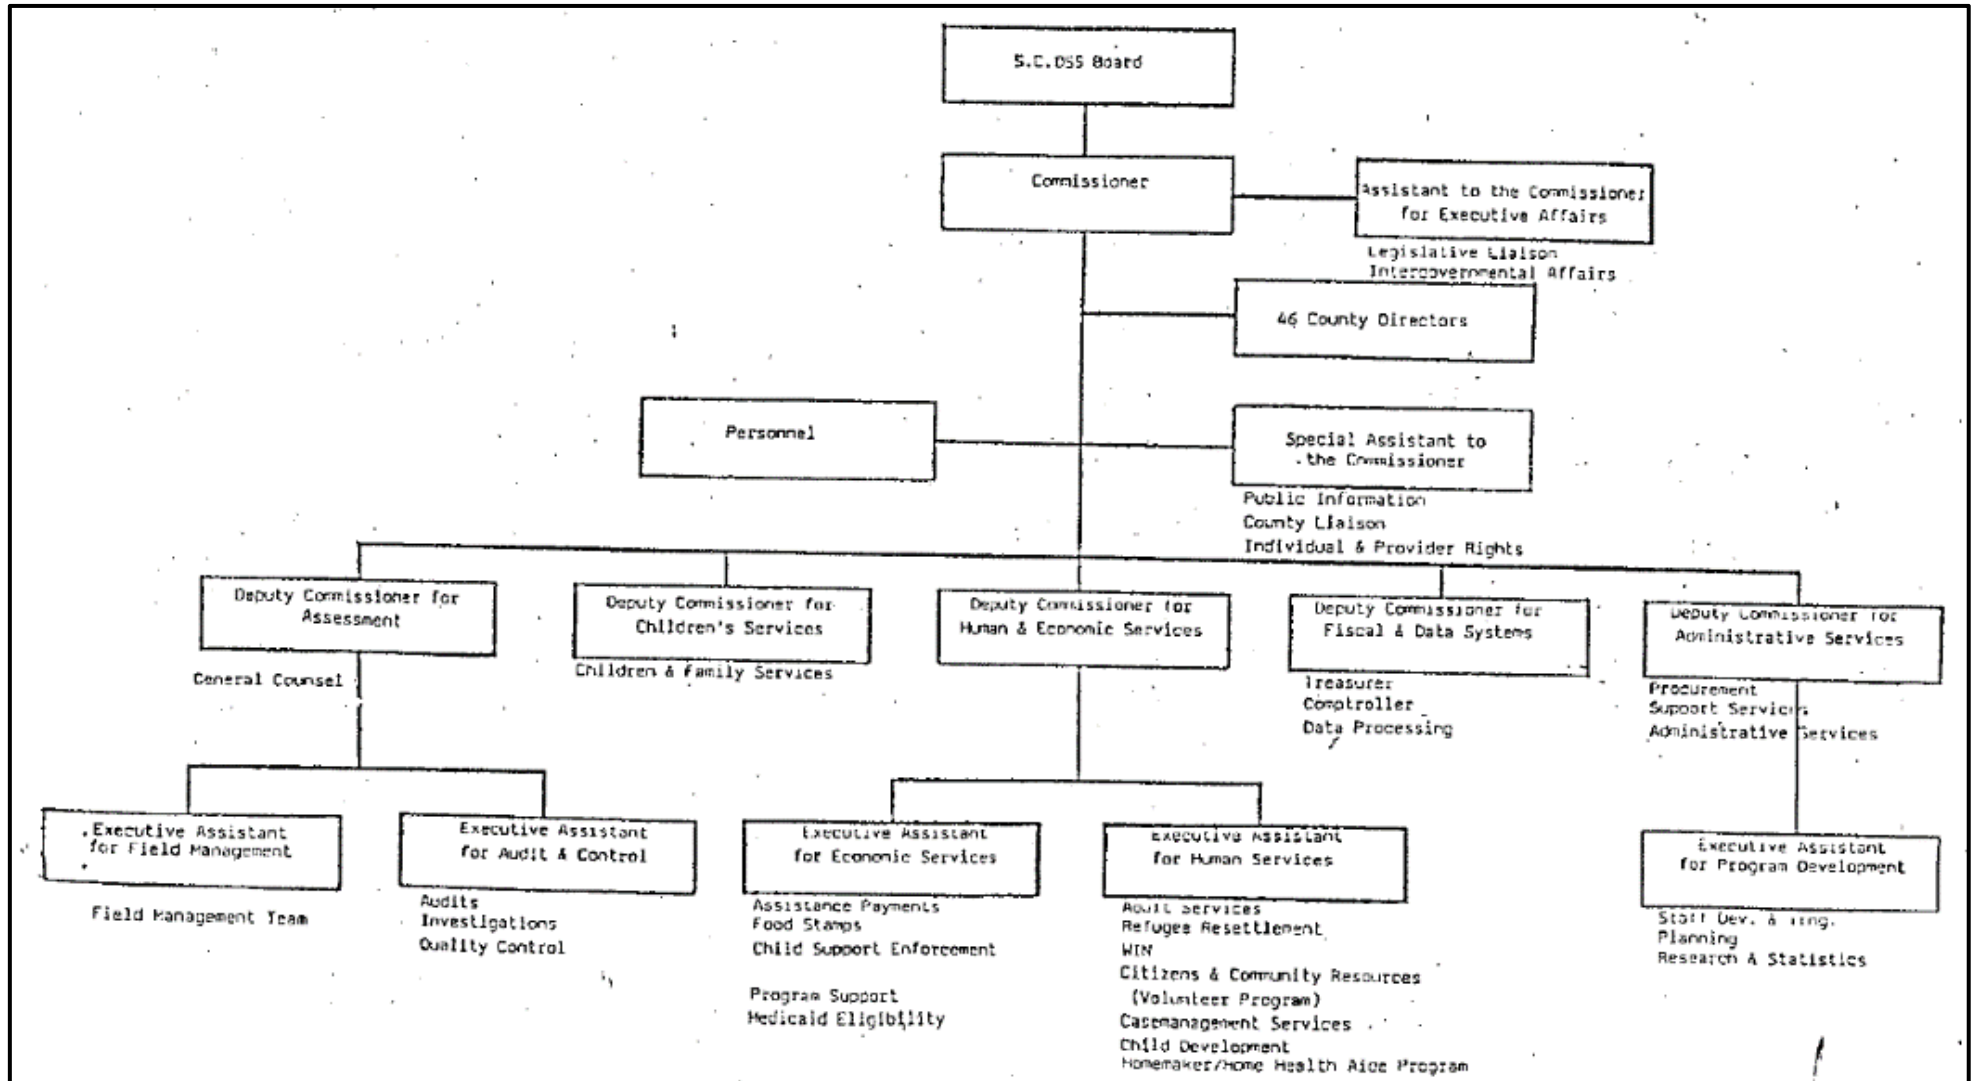 S.C.DSS Board
Commissioner
Assistant to the Commissioner
for Executive Affairs
Legislative Liaison
Intergovernmental Affairs
46 County Directors
Personnel
Special Assistant to
the Commissioner
Public Information
County Liaison
Individual & Provider Rights
Deputy Commissioner for
Assessment
General Counsel
Deputy Commissioner for
Children's Services
Children & Family Services
Deputy Commissioner for
Human & Economic Services
Deputy Commissioner for
Fiscal & Data Systems
Treasurer
Comptroller
Data Processing
Deputy Commissioner for
Administrative Services
Procurement
Support Services
Administrative Services
Executive Assistant
for Field Management
Field Management Team
Executive Assistant
for Audit & Control
Audits
Investigations
Quality Control
Executive Assistant
for Economic Services
Assistance Payments
Food Stamps
Child Support Enforcement
Program Support
Medicaid Eligibility
Executive Assistant
for Human Services
Adult Services
Refugee Resettlement
WIN
Citizens & Community Resources
(Volunteer Program)
Casemanagement Services
Child Development
Homemaker/Home Health Aide Program
Executive Assistant
for Program Development
Staff Dev. & Tng.
Planning
Research & Statistics